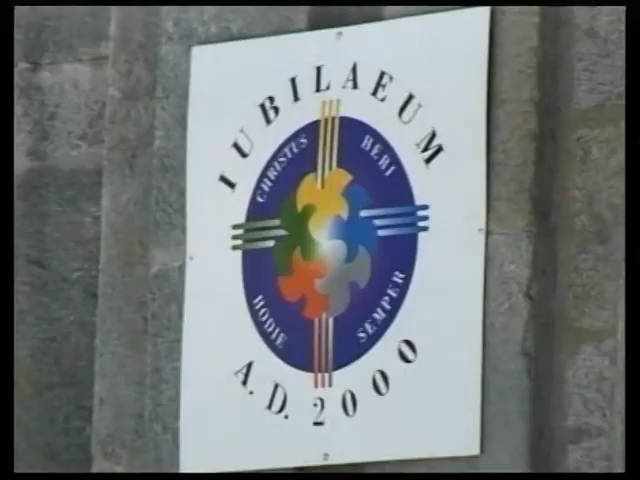 IUBILAEUM
CHRISTUS HERI
HODIE SEMPER
A.D. 2000